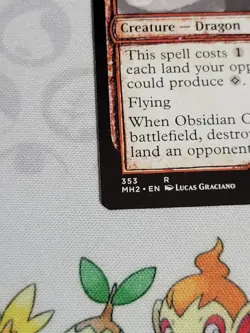 Creature — Dragon
This spell costs 1
each land your opp
could produce
Flying
When Obsidian C
battlefield, destro
land an opponent
353 R
MH2 • EN Lucas Graciano